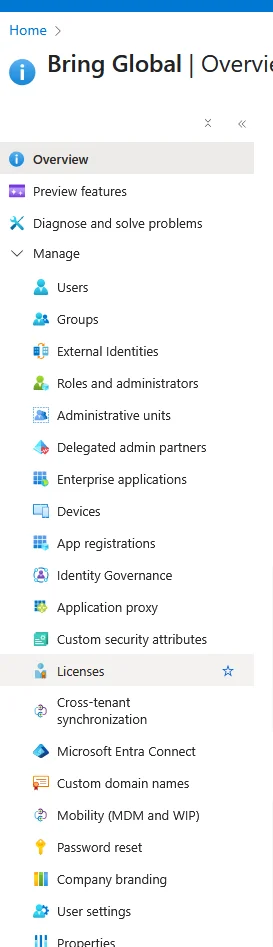 Home
Bring Global | Overvie
Overview
Preview features
Diagnose and solve problems
Manage
Users
Groups
External Identities
Roles and administrators
Administrative units
Delegated admin partners
Enterprise applications
Devices
App registrations
Identity Governance
Application proxy
Custom security attributes
Licenses
Cross-tenant
synchronization
Microsoft Entra Connect
Custom domain names
Mobility (MDM and WIP)
Password reset
Company branding
User settings
Properties